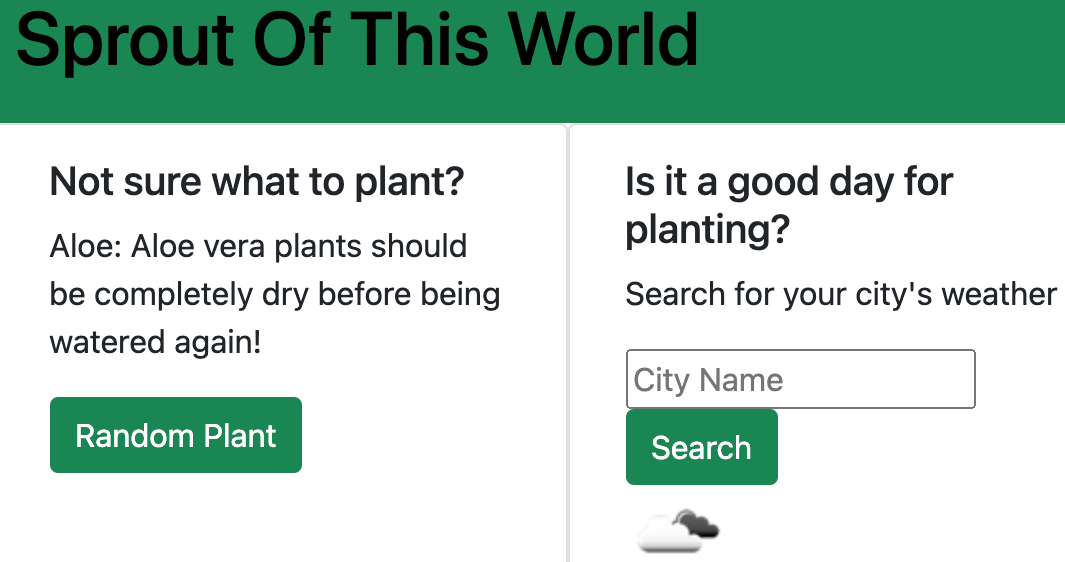 Sprout Of This World
Not sure what to plant?
Aloe: Aloe vera plants should
be completely dry before being
watered again!
Random Plant
Is it a good day for
planting?
Search for your city's weather
City Name
Search